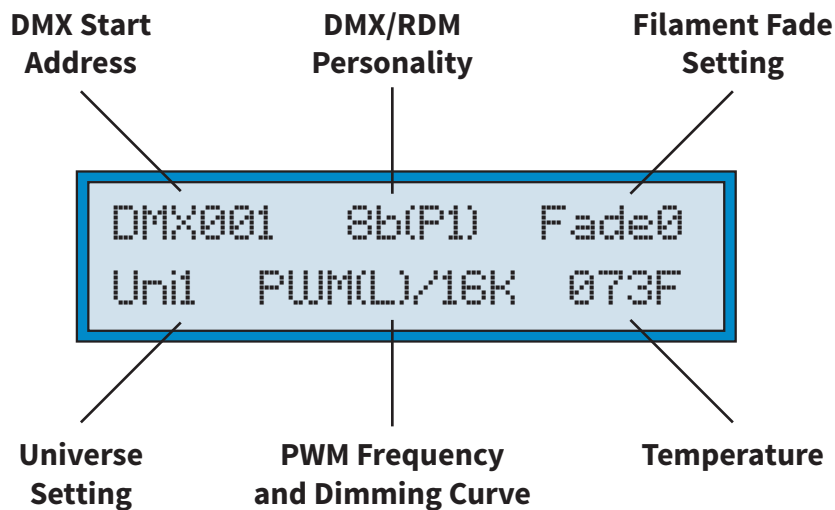 DMX Start
Address
DMX/RDM
Personality
Filament Fade
Setting
DMX001 8b(P1) Fade0
Uni1 PWM(L)/16K 073F
Universe
Setting
PWM Frequency
and Dimming Curve
Temperature